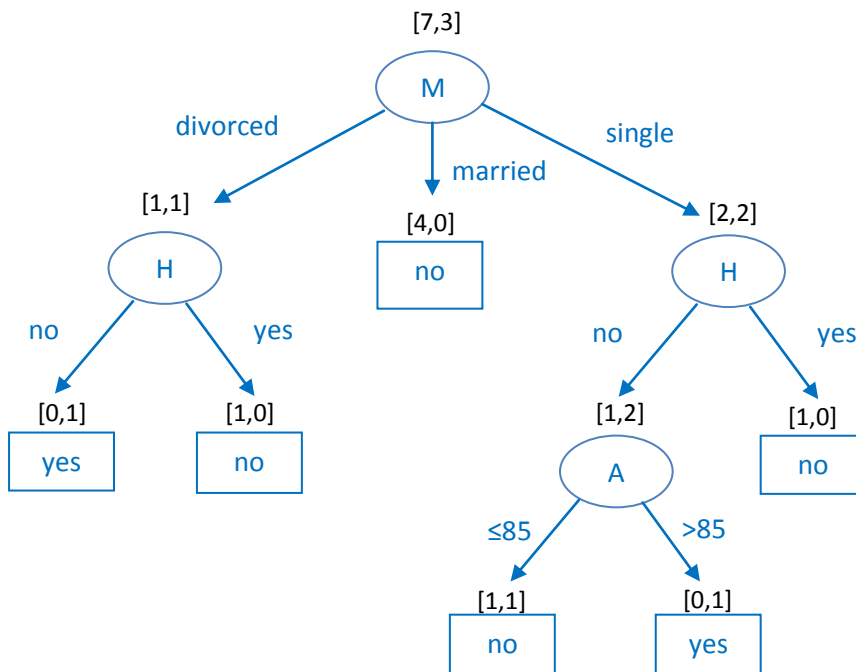 [7,3]
M
divorced
married
single
[1,1]
[4,0]
[2,2]
H
no
H
no
yes
no
yes
[0,1]
[1,0]
[1,2]
[1,0]
yes
no
A
no
≤85
>85
[1,1]
[0,1]
no
yes